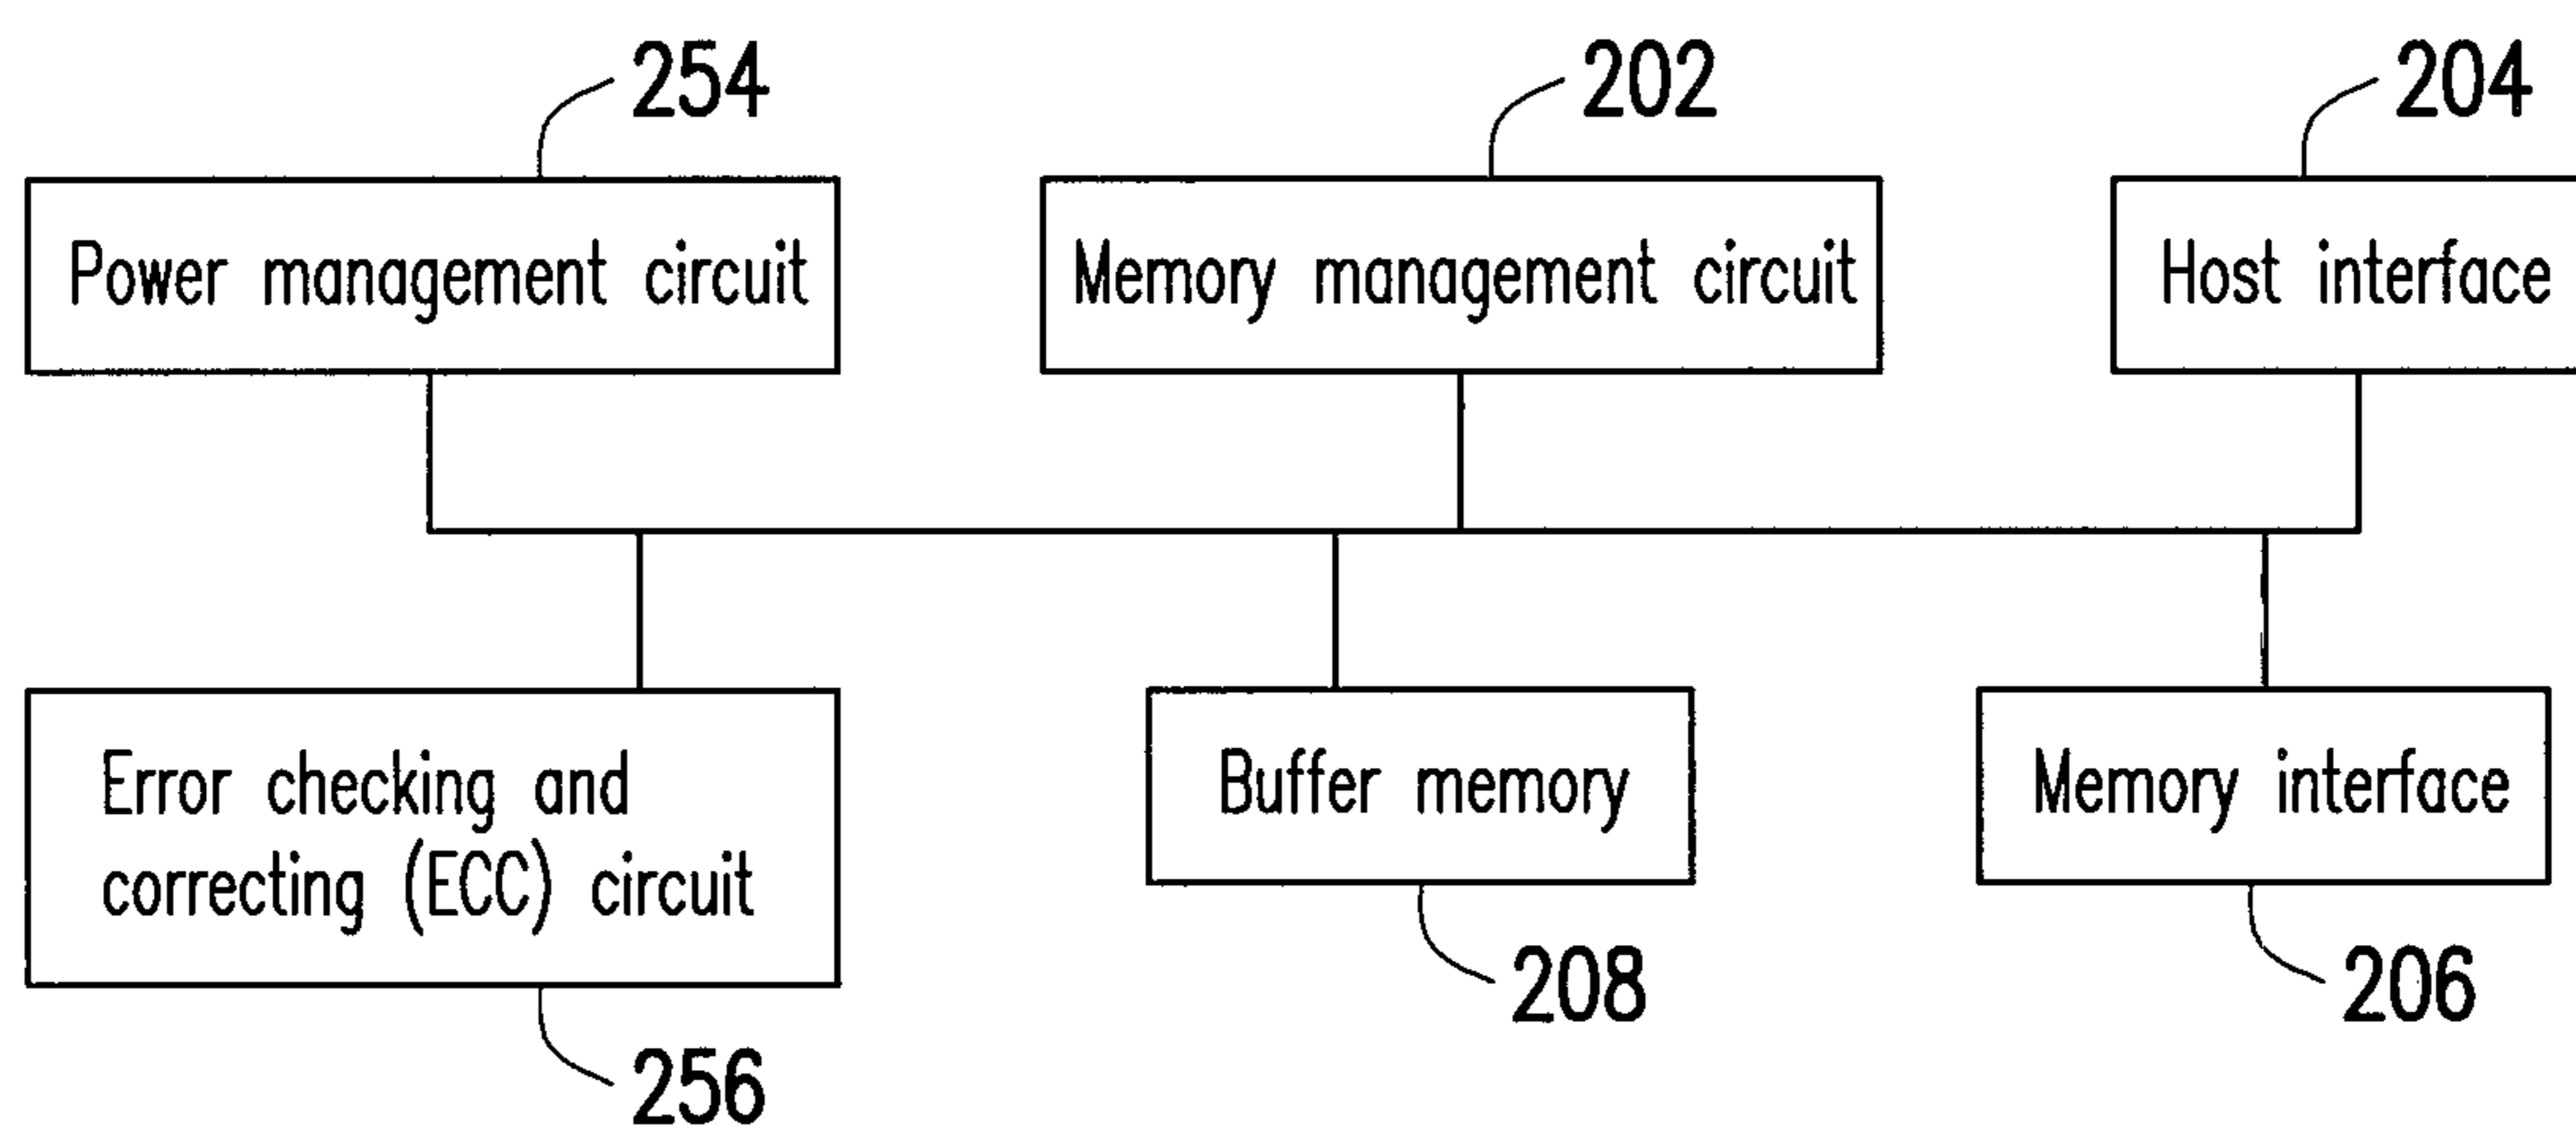 254
202
204
Power management circuit
Memory management circuit
Host interface
Error checking and
correcting (ECC) circuit
Buffer memory
Memory interface
208
206
256